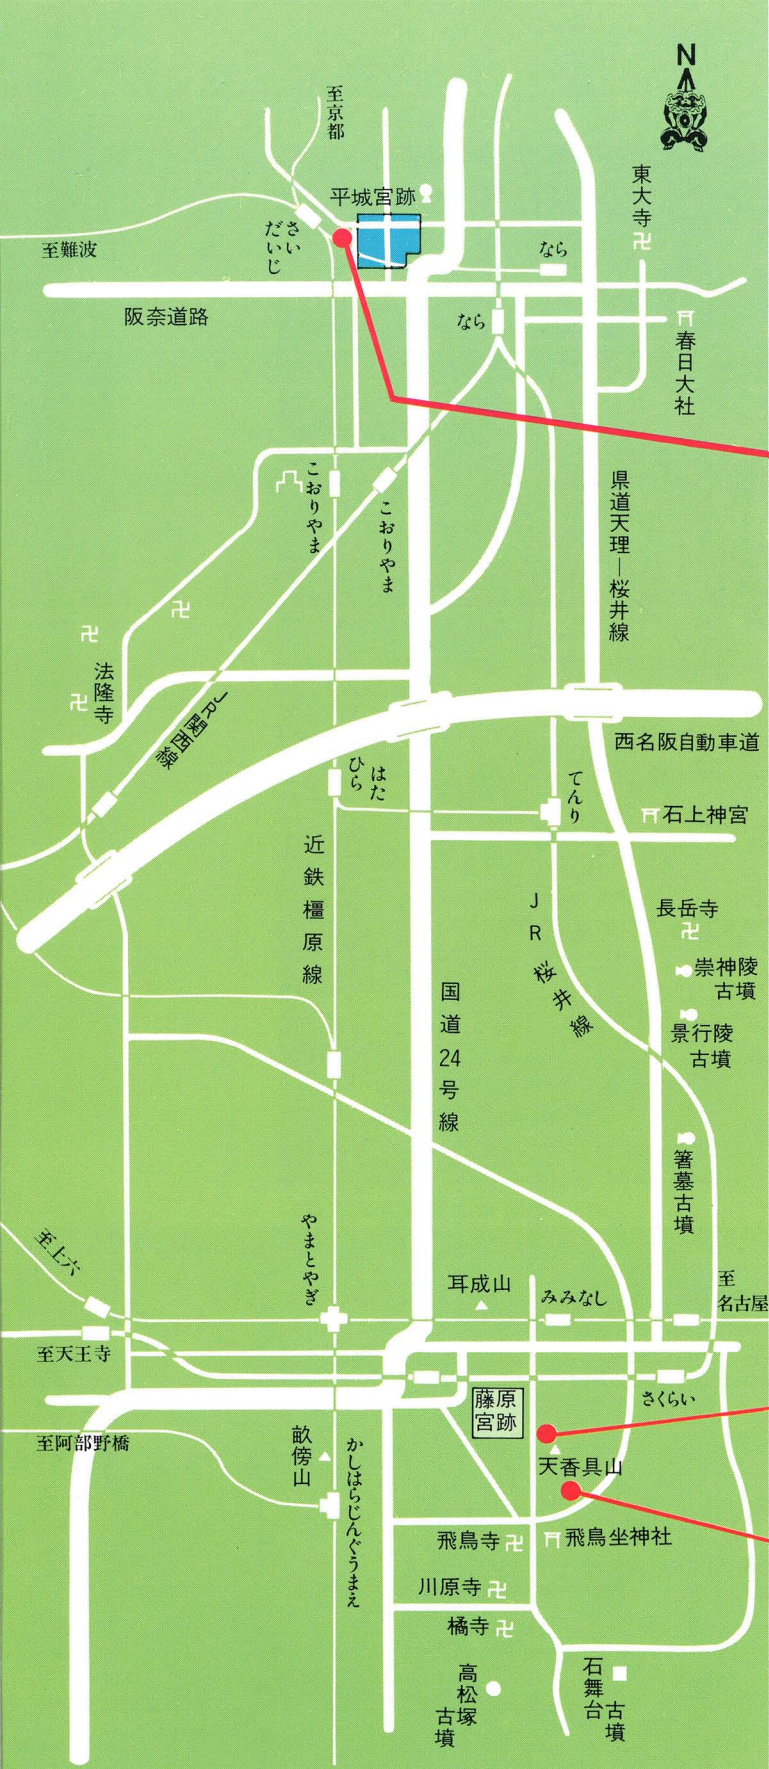 N
至京都
東大寺
平城宮跡
さい
だいじ
至難波
なら
阪奈道路
なら
春日大社
こおりやま
こおりやま
県道天理―桜井線
法隆寺
JR関西線
西名阪自動車道
はた
ひら
てんり
石上神宮
近鉄橿原線
JR桜井線
長岳寺
崇神陵
古墳
国道24号線
景行陵
古墳
箸墓古墳
やまとやぎ
至上六
耳成山
みみなし
至
名古屋
至天王寺
藤原
宮跡
さくらい
至阿部野橋
畝傍山
かしはらじんぐうまえ
天香具山
飛鳥寺
飛鳥坐神社
川原寺
橘寺
高松塚
古墳
石舞台
古墳